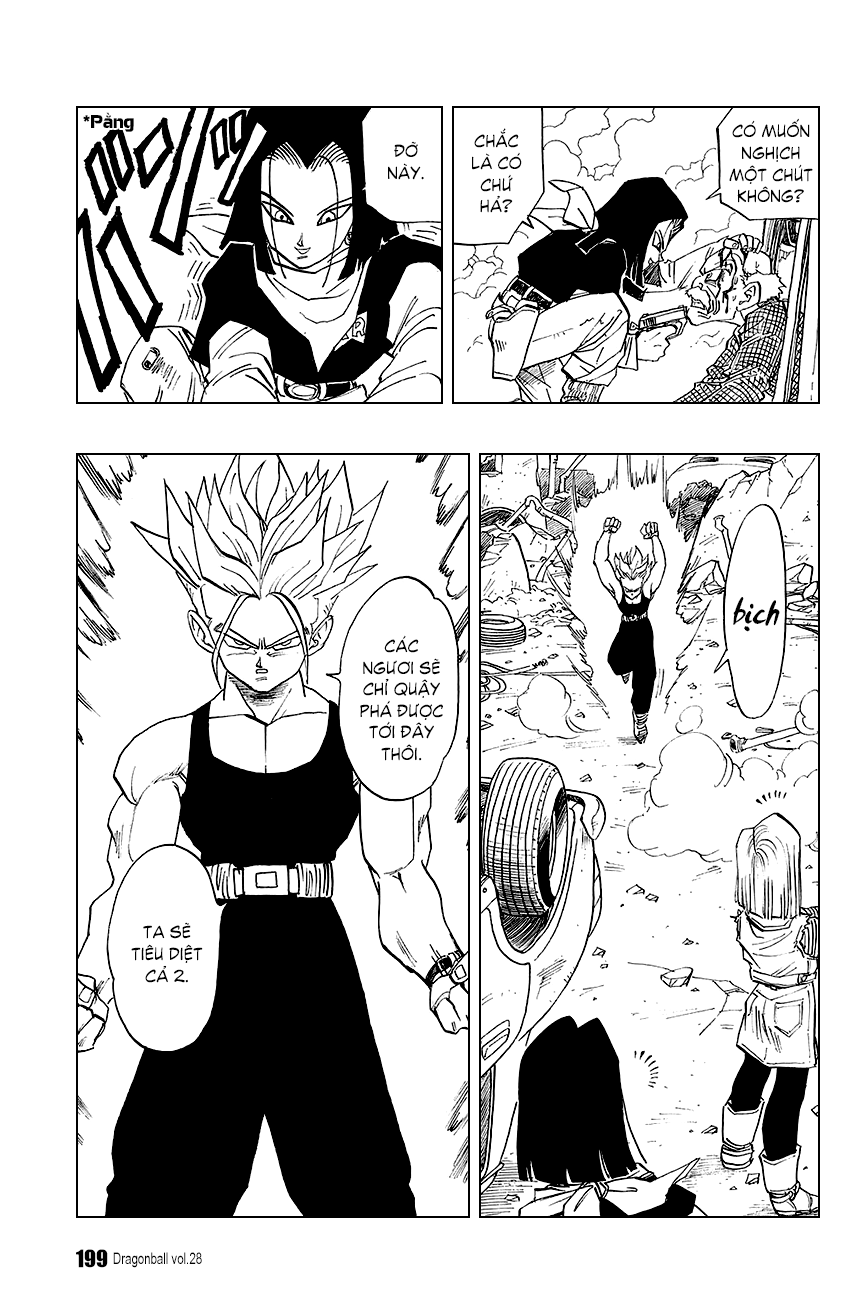 CÓ MUỐN
NGHỊCH
MỘT CHÚT
KHÔNG?
CHẮC
LÀ CÓ
CHỨ
HẢ?
ĐỠ
NÀY.
*Pằng
bịch
CÁC
NGƯƠI SẼ
CHỈ QUẬY
PHÁ ĐƯỢC
TỚI ĐÂY
THÔI.
TA SẼ
TIÊU DIỆT
CẢ 2.
199 Dragonball vol.28